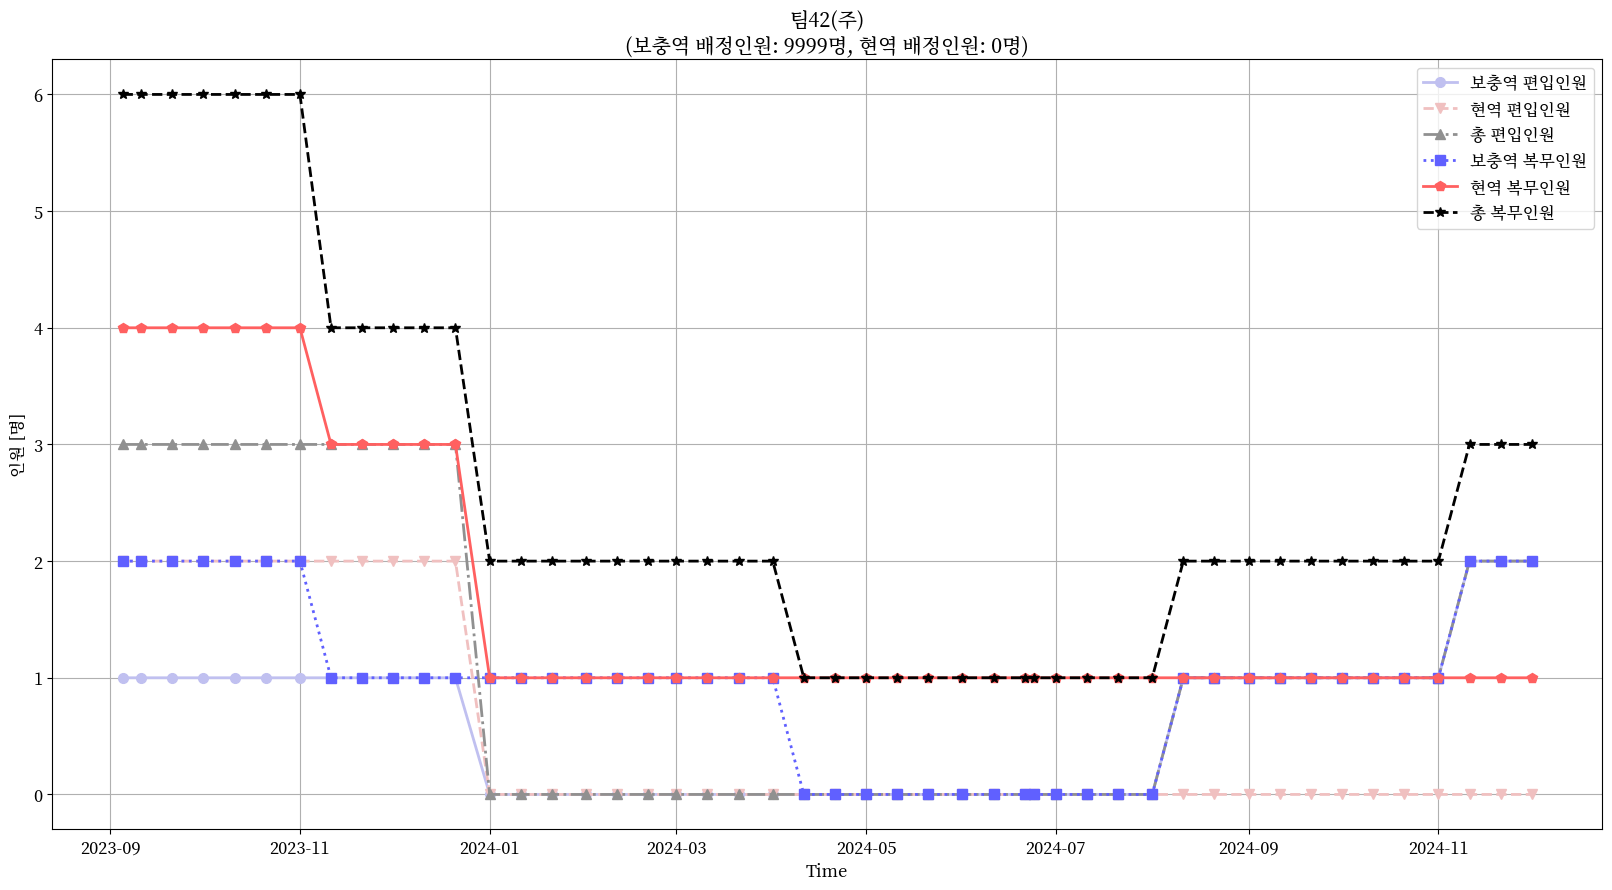 팀42(주)
(보충역 배정인원: 9999명, 현역 배정인원: 0명)
보충역 편입인원
현역 편입인원
총 편입인원
보충역 복무인원
현역 복무인원
총 복무인원
인원 [명]
6
5
4
3
2
1
0
2023-09
2023-11
2024-01
2024-03
2024-05
2024-07
2024-09
2024-11
Time